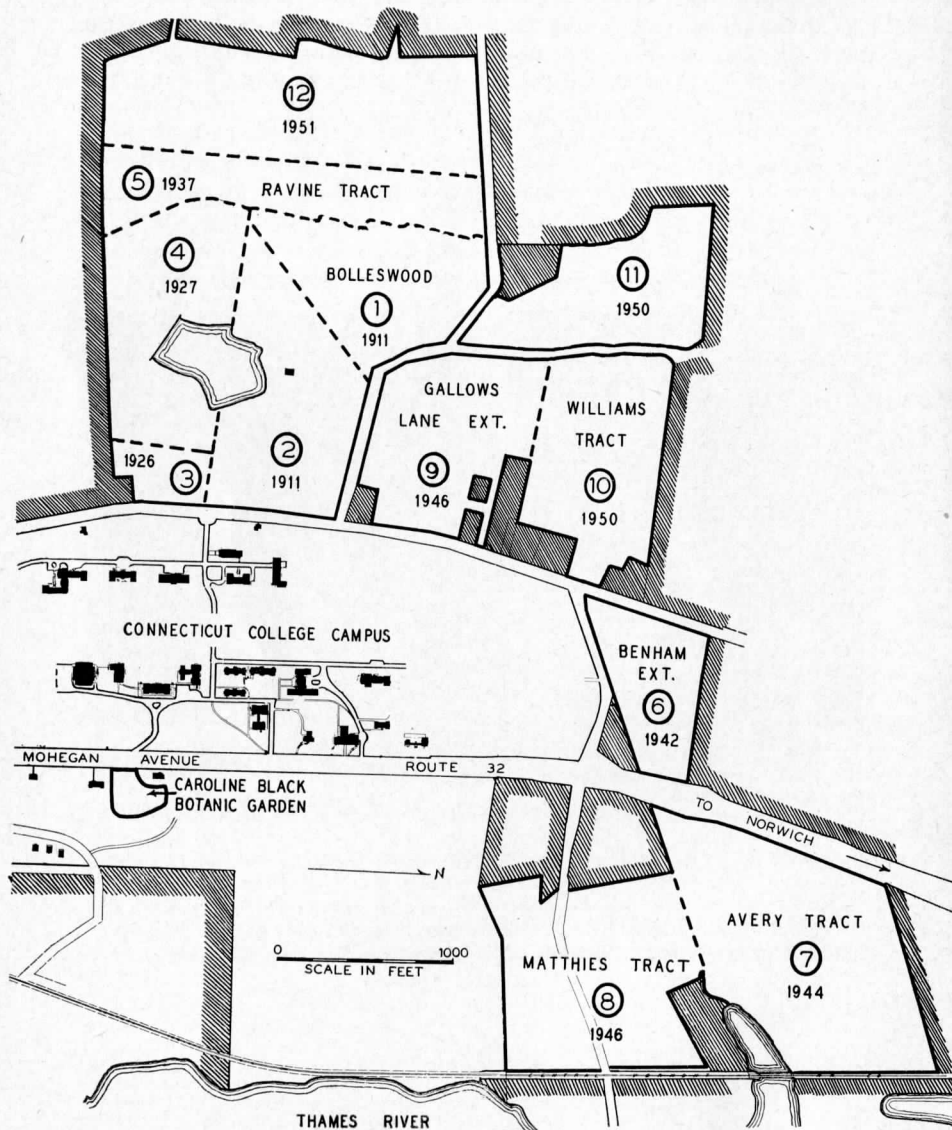 12
1951
5 1937
RAVINE TRACT
4
1927
BOLLESWOOD
1
1911
11
1950
GALLOWS
LANE EXT.
9
1946
WILLIAMS
TRACT
10
1950
2
1911
1926
3
CONNECTICUT COLLEGE CAMPUS
BENHAM
EXT.
6
1942
MOHEGAN AVENUE
ROUTE 32
TO
NORWICH
CAROLINE BLACK
BOTANIC GARDEN
N
0 1000
SCALE IN FEET
MATTHIES TRACT
8
1946
AVERY TRACT
7
1944
THAMES RIVER